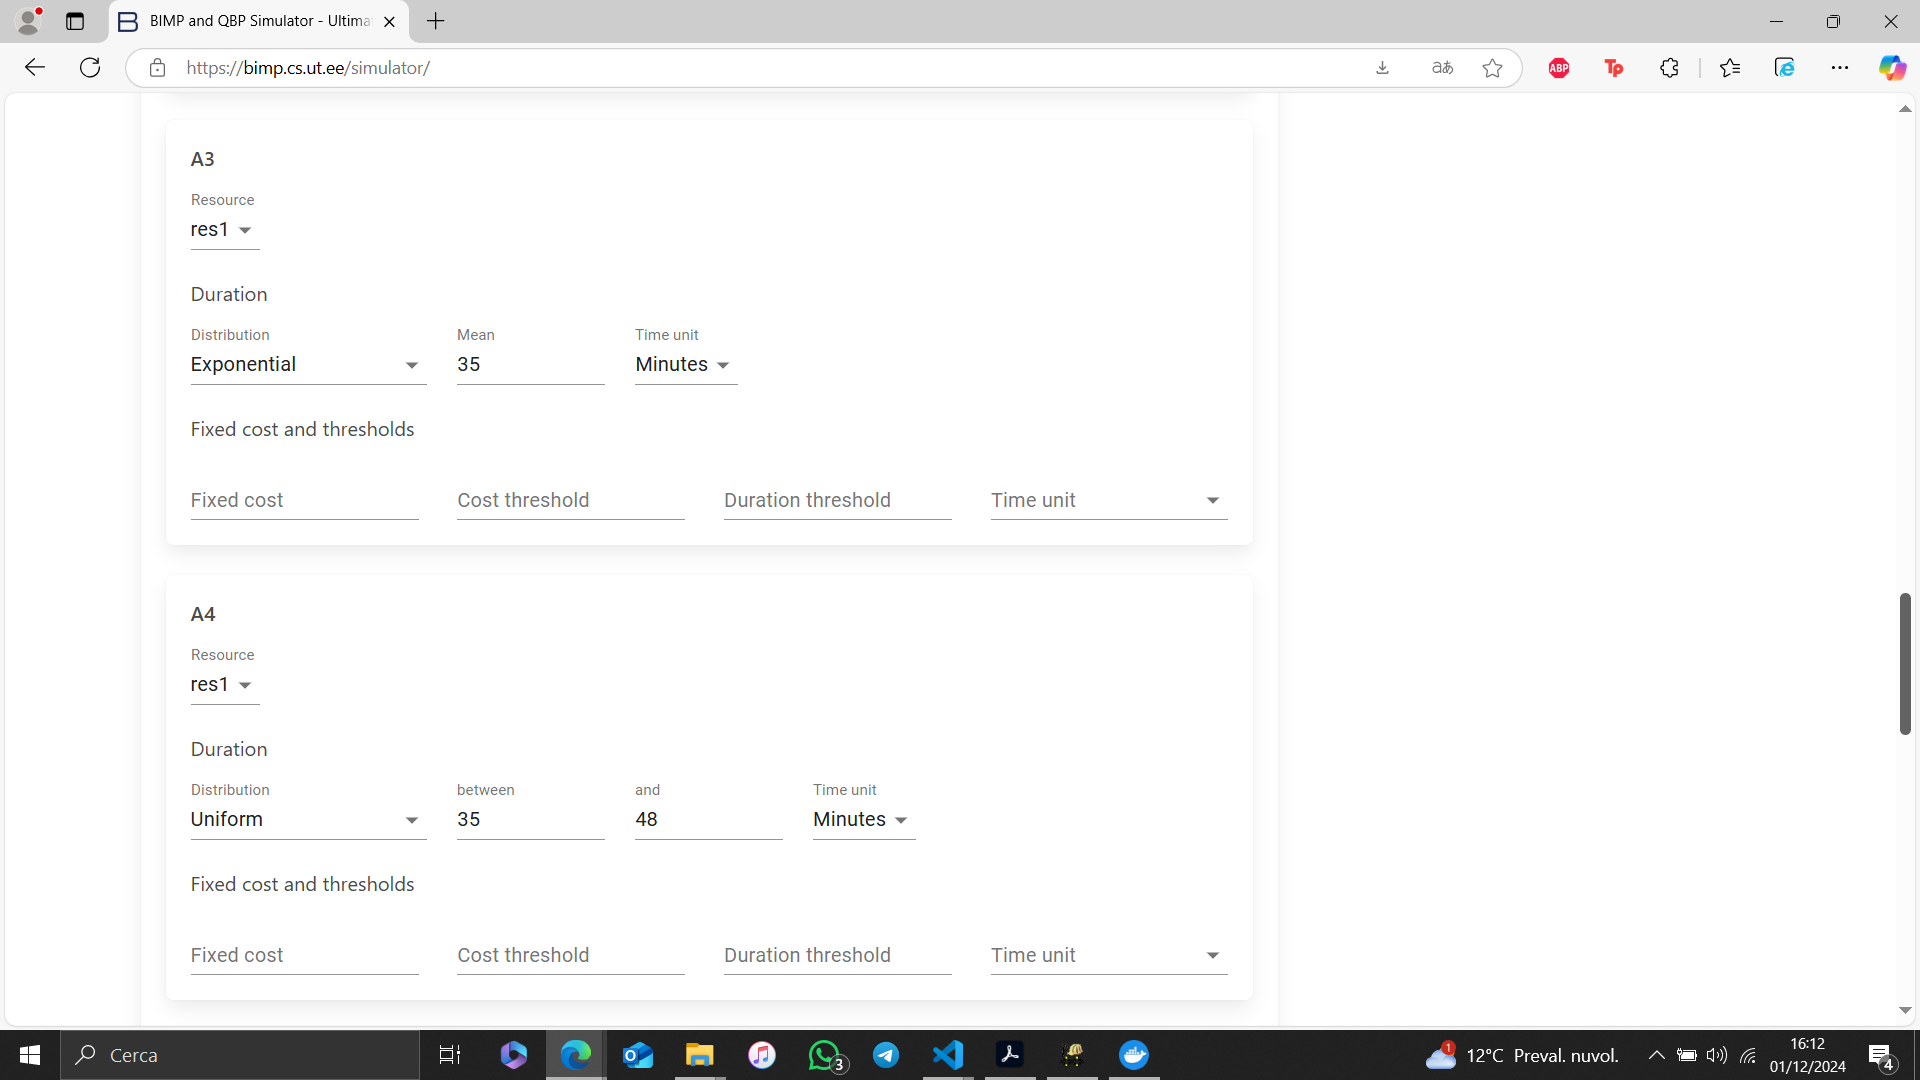 BIMP and QBP Simulator - Ultima
https://bimp.cs.ut.ee/simulator/
ABP
Tp
A3
Resource
res1
Duration
Distribution Mean Time unit
Exponential 35 Minutes
Fixed cost and thresholds
Fixed cost Cost threshold Duration threshold Time unit
A4
Resource
res1
Duration
Distribution between and Time unit
Uniform 35 48 Minutes
Fixed cost and thresholds
Fixed cost Cost threshold Duration threshold Time unit
Cerca
3
1
12°C Preval. nuvol.
16:12
01/12/2024
4